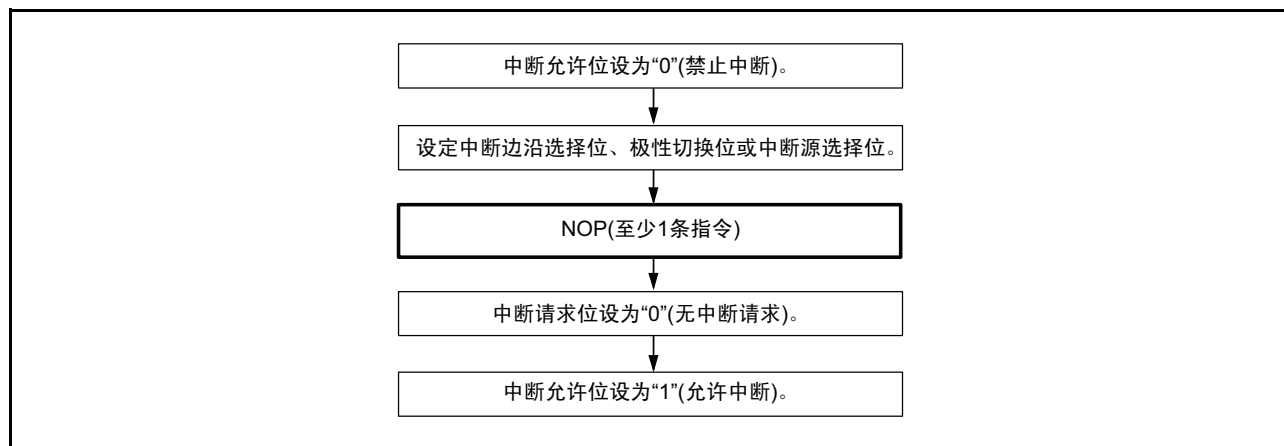 中断允许位设为“0”(禁止中断)。
设定中断边沿选择位、极性切换位或中断源选择位。
NOP(至少1条指令)
中断请求位设为“0”(无中断请求)。
中断允许位设为“1”(允许中断)。